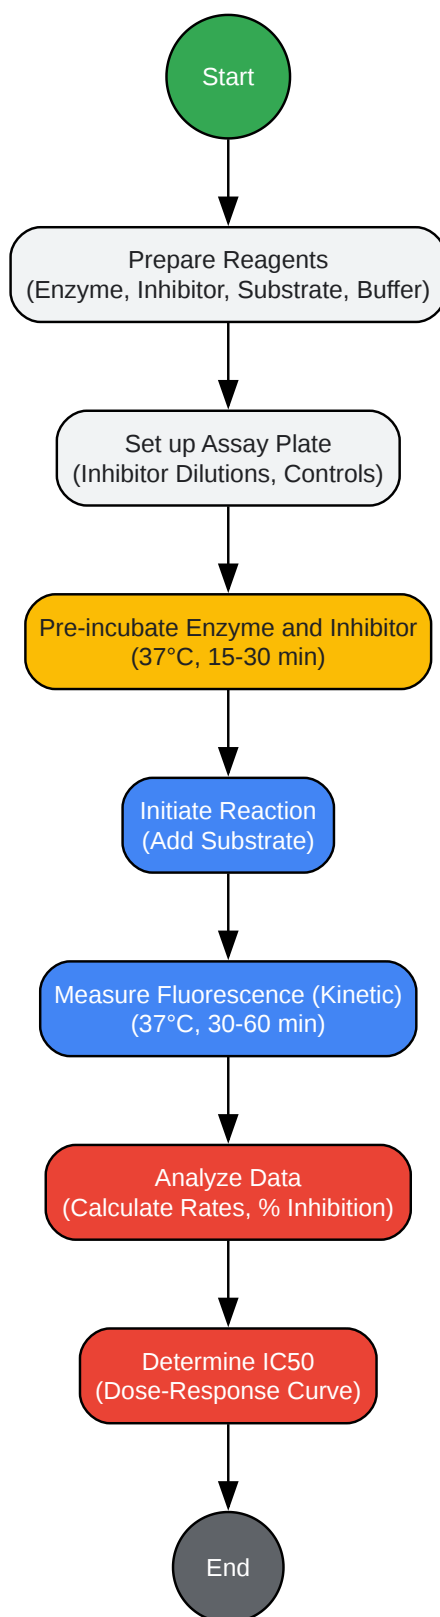 Start
Prepare Reagents
(Enzyme, Inhibitor, Substrate, Buffer)
Set up Assay Plate
(Inhibitor Dilutions, Controls)
Pre-incubate Enzyme and Inhibitor
(37°C, 15-30 min)
Initiate Reaction
(Add Substrate)
Measure Fluorescence (Kinetic)
(37°C, 30-60 min)
Analyze Data
(Calculate Rates, % Inhibition)
Determine IC50
(Dose-Response Curve)
End